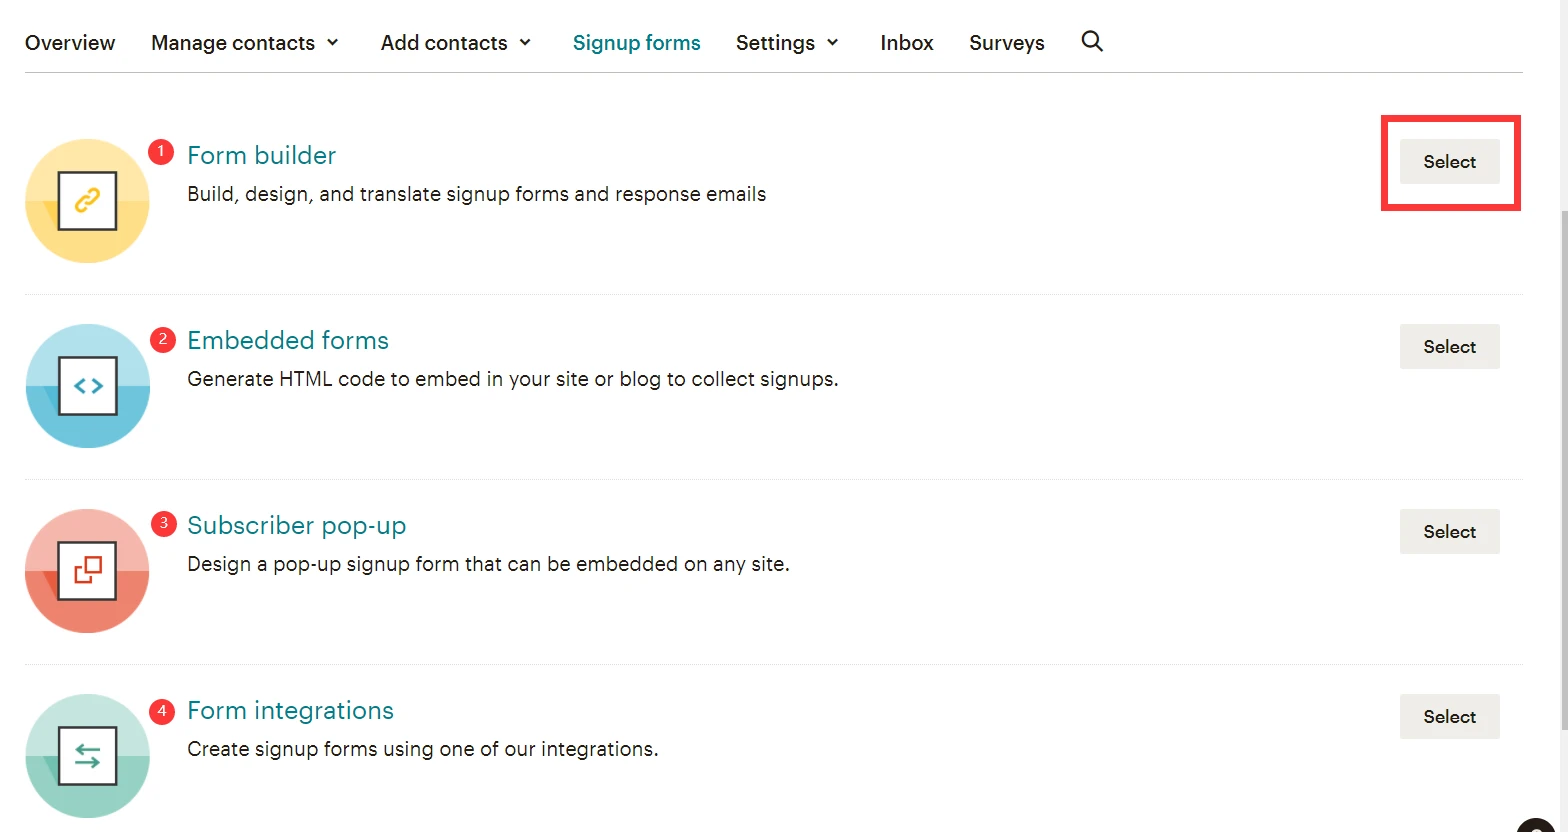 Overview Manage contacts Add contacts Signup forms Settings Inbox Surveys
1 Form builder Select
Build, design, and translate signup forms and response emails
2 Embedded forms Select
Generate HTML code to embed in your site or blog to collect signups.
3 Subscriber pop-up Select
Design a pop-up signup form that can be embedded on any site.
4 Form integrations Select
Create signup forms using one of our integrations.